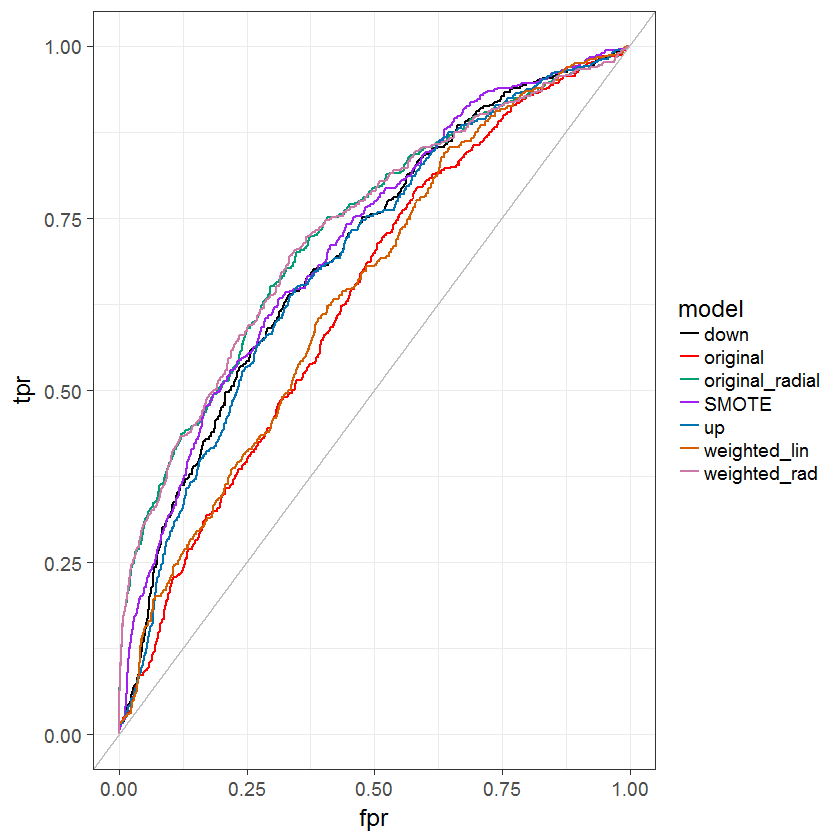 1.00
0.75
0.50
0.25
0.00
tpr
0.00 0.25 0.50 0.75 1.00
fpr
model
down
original
original_radial
SMOTE
up
weighted_lin
weighted_rad